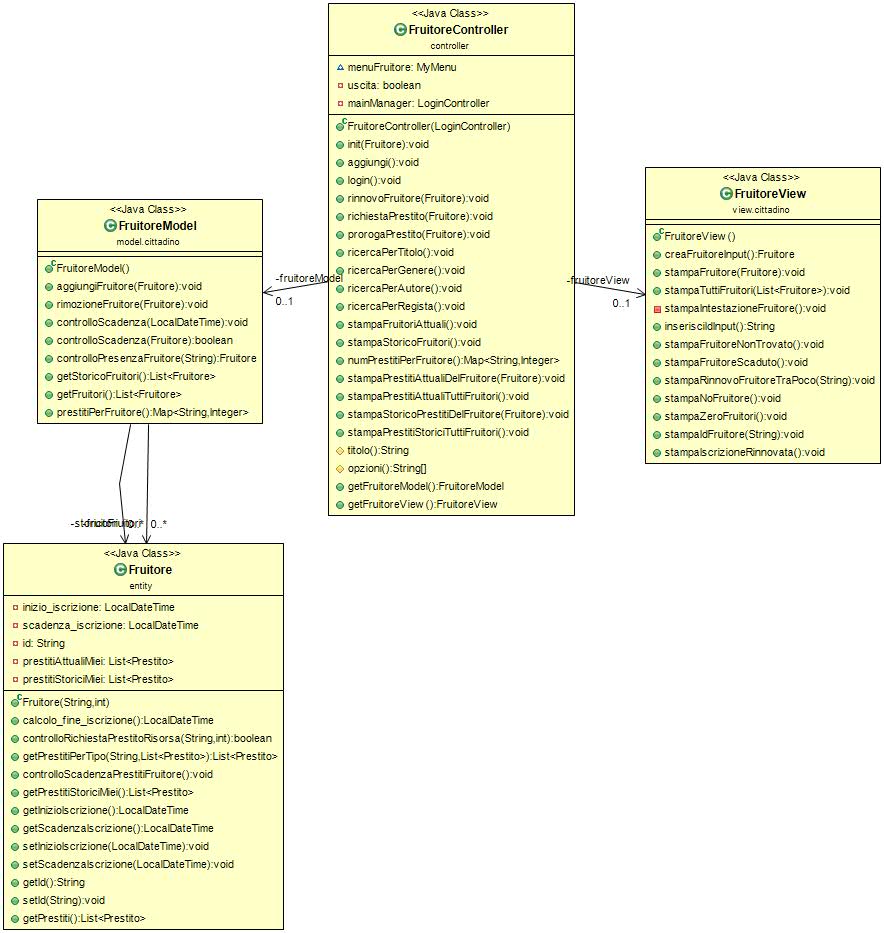 <<Java Class>>
FruitoreController
controller
menuFruitore: MyMenu
uscita: boolean
mainManager: LoginController
FruitoreController(LoginController)
init(Fruitore):void
aggiungi():void
login():void
rinnovoFruitore(Fruitore):void
richiestaPrestito(Fruitore):void
prorogaPrestito(Fruitore):void
ricercaPerTitolo():void
ricercaPerGenere():void
ricercaPerAutore():void
ricercaPerRegista():void
stampaFruitoriAttuali():void
stampaStoricoFruitori():void
numPrestitiPerFruitore():Map<String,Integer>
stampaPrestitiAttualiDelFruitore(Fruitore):void
stampaPrestitiAttualiTuttiFruitori():void
stampaStoricoPrestitiDelFruitore(Fruitore):void
stampaPrestitiStoriciTuttiFruitori():void
titolo():String
opzioni():String[]
getFruitoreModel():FruitoreModel
getFruitoreView():FruitoreView
-fruitoreModel
0..1
-fruitoreView
0..1
<<Java Class>>
FruitoreView
view.cittadino
FruitoreView()
creaFruitoreInput():Fruitore
stampaFruitore(Fruitore):void
stampaTuttiFruitori(List<Fruitore>):void
stampaIntestazioneFruitore():void
inserisciIdInput():String
stampaFruitoreNonTrovato():void
stampaFruitoreScaduto():void
stampaRinnovoFruitoreTraPoco(String):void
stampaNoFruitore():void
stampaZeroFruitori():void
stampaIdFruitore(String):void
stampaIscrizioneRinnovata():void
<<Java Class>>
FruitoreModel
model.cittadino
FruitoreModel()
aggiungiFruitore(Fruitore):void
rimozioneFruitore(Fruitore):void
controlloScadenza(LocalDateTime):void
controlloScadenza(Fruitore):boolean
controlloPresenzaFruitore(String):Fruitore
getStoricoFruitori():List<Fruitore>
getFruitori():List<Fruitore>
prestitiPerFruitore():Map<String,Integer>
0..*
<<Java Class>>
Fruitore
entity
inizio_iscrizione: LocalDateTime
scadenza_iscrizione: LocalDateTime
id: String
prestitiAttualiMiei: List<Prestito>
prestitiStoriciMiei: List<Prestito>
Fruitore(String,int)
calcolo_fine_iscrizione():LocalDateTime
controlloRichiestaPrestitoRisorsa(String,int):boolean
getPrestitiPerTipo(String,List<Prestito>):List<Prestito>
controlloScadenzaPrestitiFruitore():void
getPrestitiStoriciMiei():List<Prestito>
getInizioIscrizione():LocalDateTime
getScadenzaIscrizione():LocalDateTime
setInizioIscrizione(LocalDateTime):void
setScadenzaIscrizione(LocalDateTime):void
getId():String
setId(String):void
getPrestiti():List<Prestito>